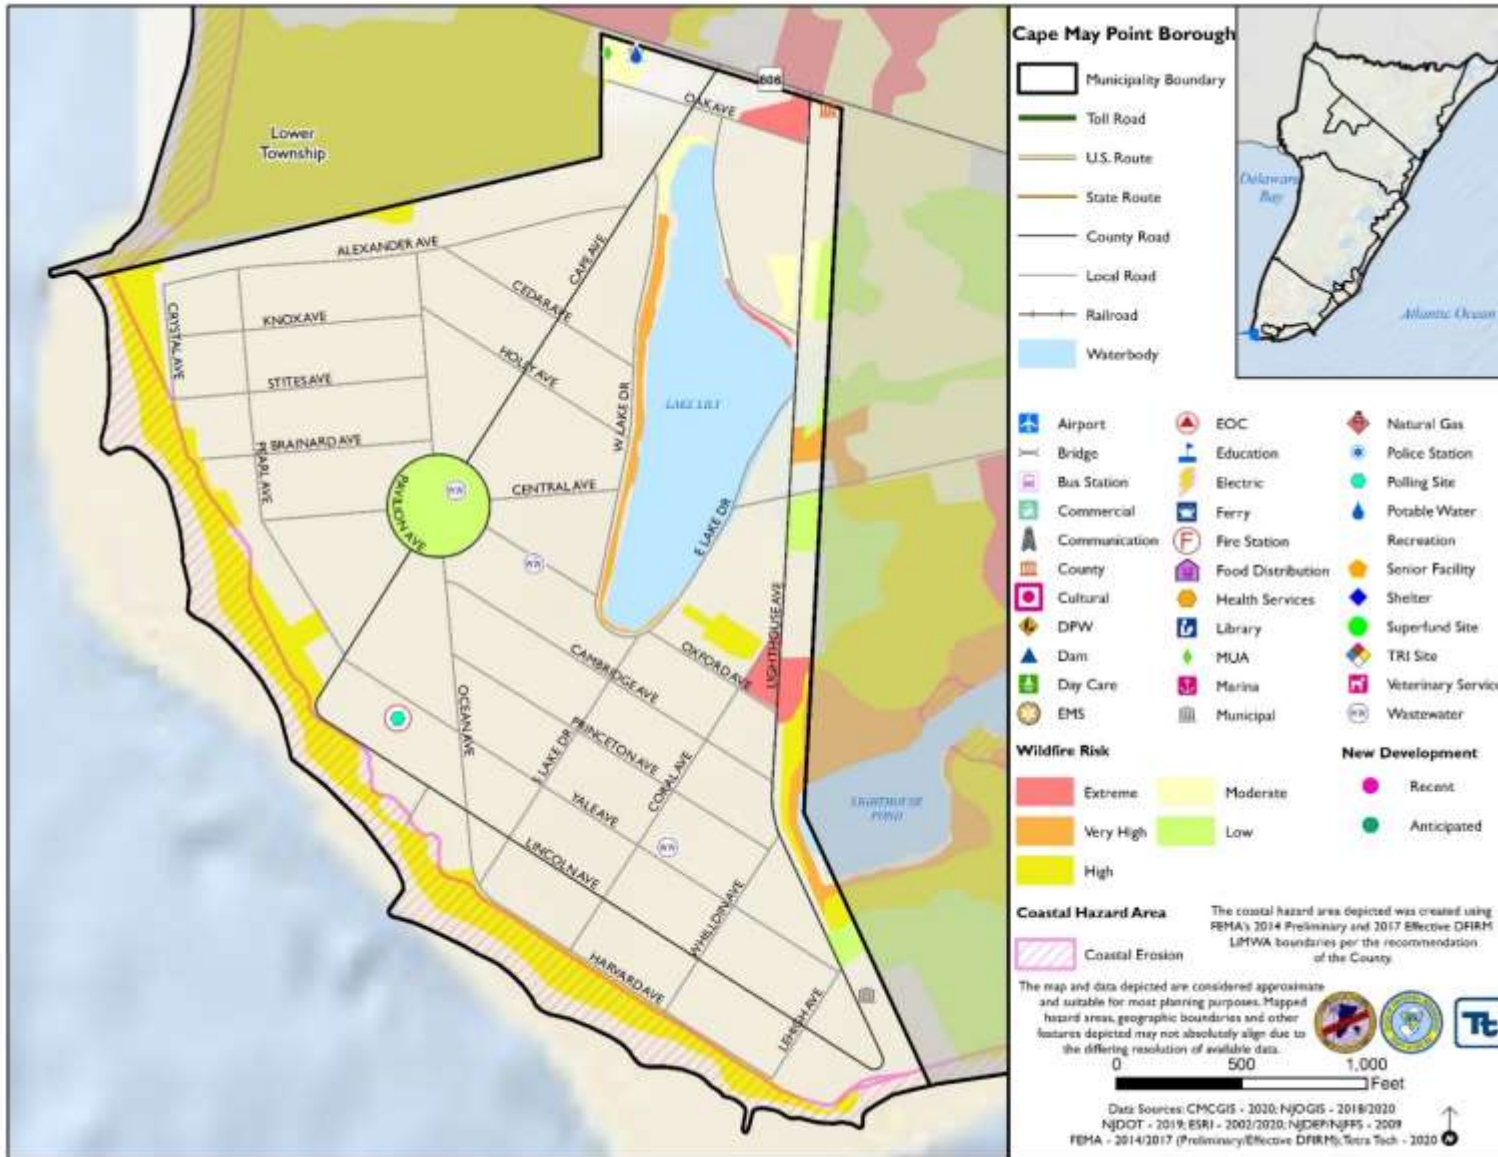 Lower
Township
606
OAK AVE
ALEXANDER AVE
CAPE AVE
CEDAR AVE
CRYSTAL AVE
KNOX AVE
HOLLY AVE
STITES AVE
W LAKE DR
LAKE LILY
BRAINARD AVE
PEARL AVE
PAVILION AVE
WW
CENTRAL AVE
E LAKE DR
WW
LIGHTHOUSE AVE
OXFORD AVE
CAMBRIDGE AVE
OCEAN AVE
PRINCETON AVE
S LAKE DR
CORAL AVE
YALE AVE
LIGHTHOUSE
POND
WW
LINCOLN AVE
WHILLDIN AVE
HARVARD AVE
LEHIGH AVE
Cape May Point Borough
Municipality Boundary
Toll Road
U.S. Route
State Route
County Road
Local Road
Railroad
Waterbody
Delaware
Bay
Atlantic Ocean
Airport
Bridge
Bus Station
Commercial
Communication
County
Cultural
DPW
Dam
Day Care
EMS
EOC
Education
Electric
Ferry
F Fire Station
Food Distribution
Health Services
Library
MUA
Marina
Municipal
Natural Gas
Police Station
Polling Site
Potable Water
Recreation
Senior Facility
Shelter
Superfund Site
TRI Site
Veterinary Service
WW Wastewater
Wildfire Risk
Extreme
Very High
High
Moderate
Low
New Development
Recent
Anticipated
Coastal Hazard Area
Coastal Erosion
The coastal hazard area depicted was created using
FEMA's 2014 Preliminary and 2017 Effective DFIRM
LiMWA boundaries per the recommendation
of the County.
The map and data depicted are considered approximate
and suitable for most planning purposes. Mapped
hazard areas, geographic boundaries and other
features depicted may not absolutely align due to
the differing resolution of available data.
Tt
0 500 1,000
Feet
Data Sources: CMCGIS - 2020; NJOGIS - 2018/2020
NJDOT - 2019; ESRI - 2002/2020; NJDEP/NJFFS - 2009
FEMA - 2014/2017 (Preliminary/Effective DFIRM); Tetra Tech - 2020